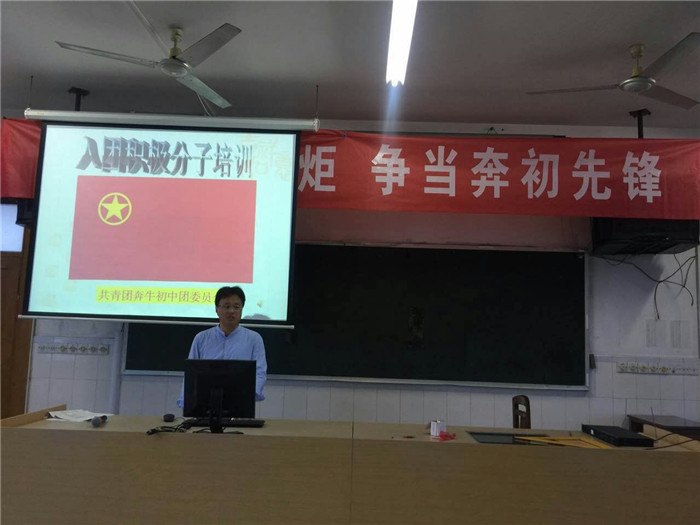 入团积极分子培训
炬 争当奔初先锋
共青团奔牛初中团委员